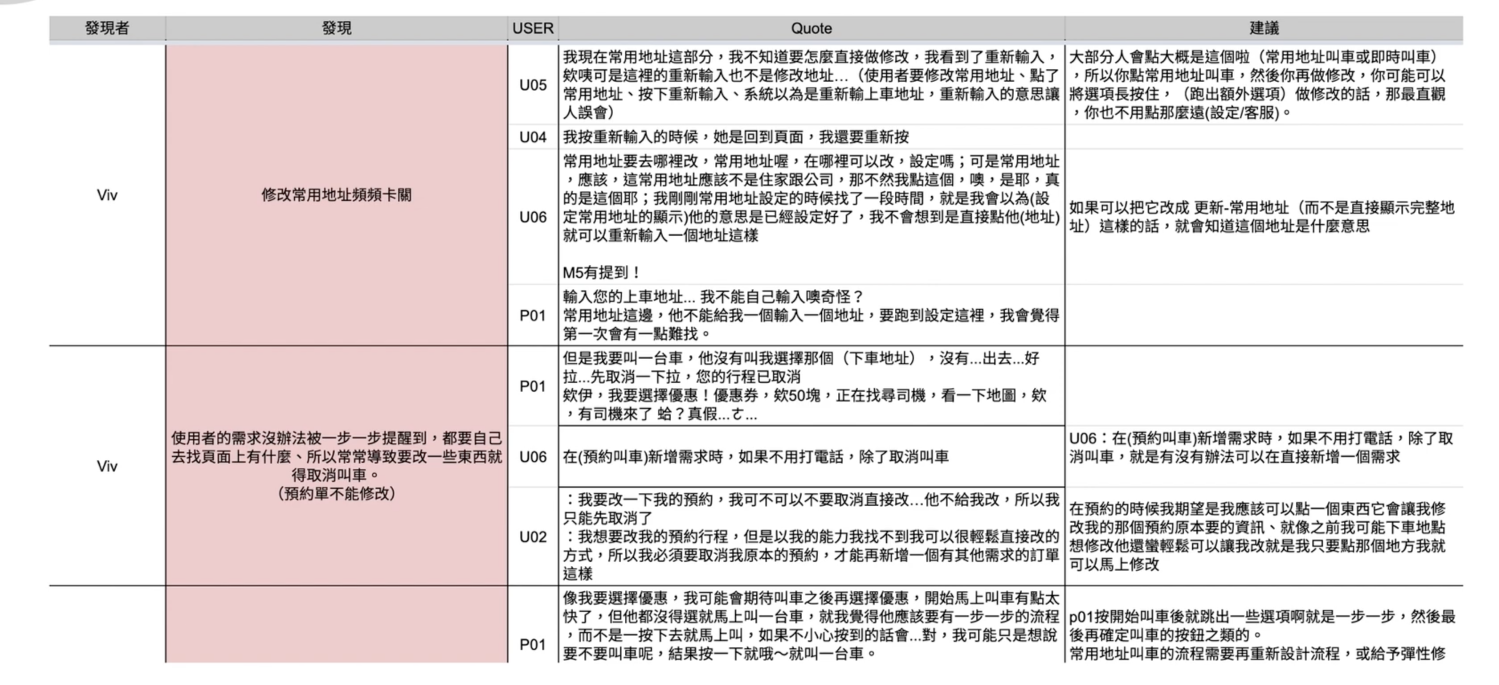 發現者 發現 USER Quote 建議
Viv
修改常用地址頻頻卡關
U05
我現在常用地址這部分，我不知道要怎麼直接做修改，我看到了重新輸入，
欸咦可是這裡的重新輸入也不是修改地址…（使用者要修改常用地址、點了
常用地址、按下重新輸入、系統以為是重新輸上車地址，重新輸入的意思讓
人誤會）
大部分人會點大概是這個啦（常用地址叫車或即時叫車）
，所以你點常用地址叫車，然後你再做修改，你可能可以
將選項長按住，（跑出額外選項）做修改的話，那最直觀
，你也不用點那麼遠(設定/客服)。
U04
我按重新輸入的時候，她是回到頁面，我還要重新按
U06
常用地址要去哪裡改，常用地址喔，在哪裡可以改，設定嗎；可是常用地址
，應該，這常用地址應該不是住家跟公司，那不然我點這個，噢，是耶，真
的是這個耶；我剛剛常用地址設定的時候找了一段時間，就是我會以為(設
定常用地址的顯示)他的意思是已經設定好了，我不會想到是直接點他(地址)
就可以重新輸入一個地址這樣
M5有提到！
如果可以把它改成 更新-常用地址（而不是直接顯示完整地
址）這樣的話，就會知道這個地址是什麼意思
P01
輸入您的上車地址... 我不能自己輸入噢奇怪？
常用地址這邊，他不能給我一個輸入一個地址，要跑到設定這裡，我會覺得
第一次會有一點難找。
Viv
使用者的需求沒辦法被一步一步提醒到，都要自己
去找頁面上有什麼、所以常常導致要改一些東西就
得取消叫車。
（預約單不能修改）
P01
但是我要叫一台車，他沒有叫我選擇那個（下車地址），沒有...出去...好
拉...先取消一下拉，您的行程已取消
欸伊，我要選擇優惠！優惠券，欸50塊，正在找尋司機，看一下地圖，欸
，有司機來了 蛤？真假...ㄜ...
U06
在(預約叫車)新增需求時，如果不用打電話，除了取消叫車
U06：在(預約叫車)新增需求時，如果不用打電話，除了取
消叫車，就是有沒有辦法可以在直接新增一個需求
U02
：我要改一下我的預約，我可不可以不要取消直接改…他不給我改，所以我
只能先取消了
：我想要改我的預約行程，但是以我的能力我找不到我可以很輕鬆直接改的
方式，所以我必須要取消我原本的預約，才能再新增一個有其他需求的訂單
這樣
在預約的時候我期望是我應該可以點一個東西它會讓我修
改我的那個預約原本要的資訊、就像之前我可能下車地點
想修改他還蠻輕鬆可以讓我改就是我只要點那個地方我就
可以馬上修改
P01
像我要選擇優惠，我可能會期待叫車之後再選擇優惠，開始馬上叫車有點太
快了，但他都沒得選就馬上叫一台車，就我覺得他應該要有一步一步的流程
，而不是一按下去就馬上叫，如果不小心按到的話會...對，我可能只是想說
要不要叫車呢，結果按一下就哦～就叫一台車。
p01按開始叫車後就跳出一些選項啊就是一步一步，然後最
後再確定叫車的按鈕之類的。
常用地址叫車的流程需要再重新設計流程，或給予彈性修